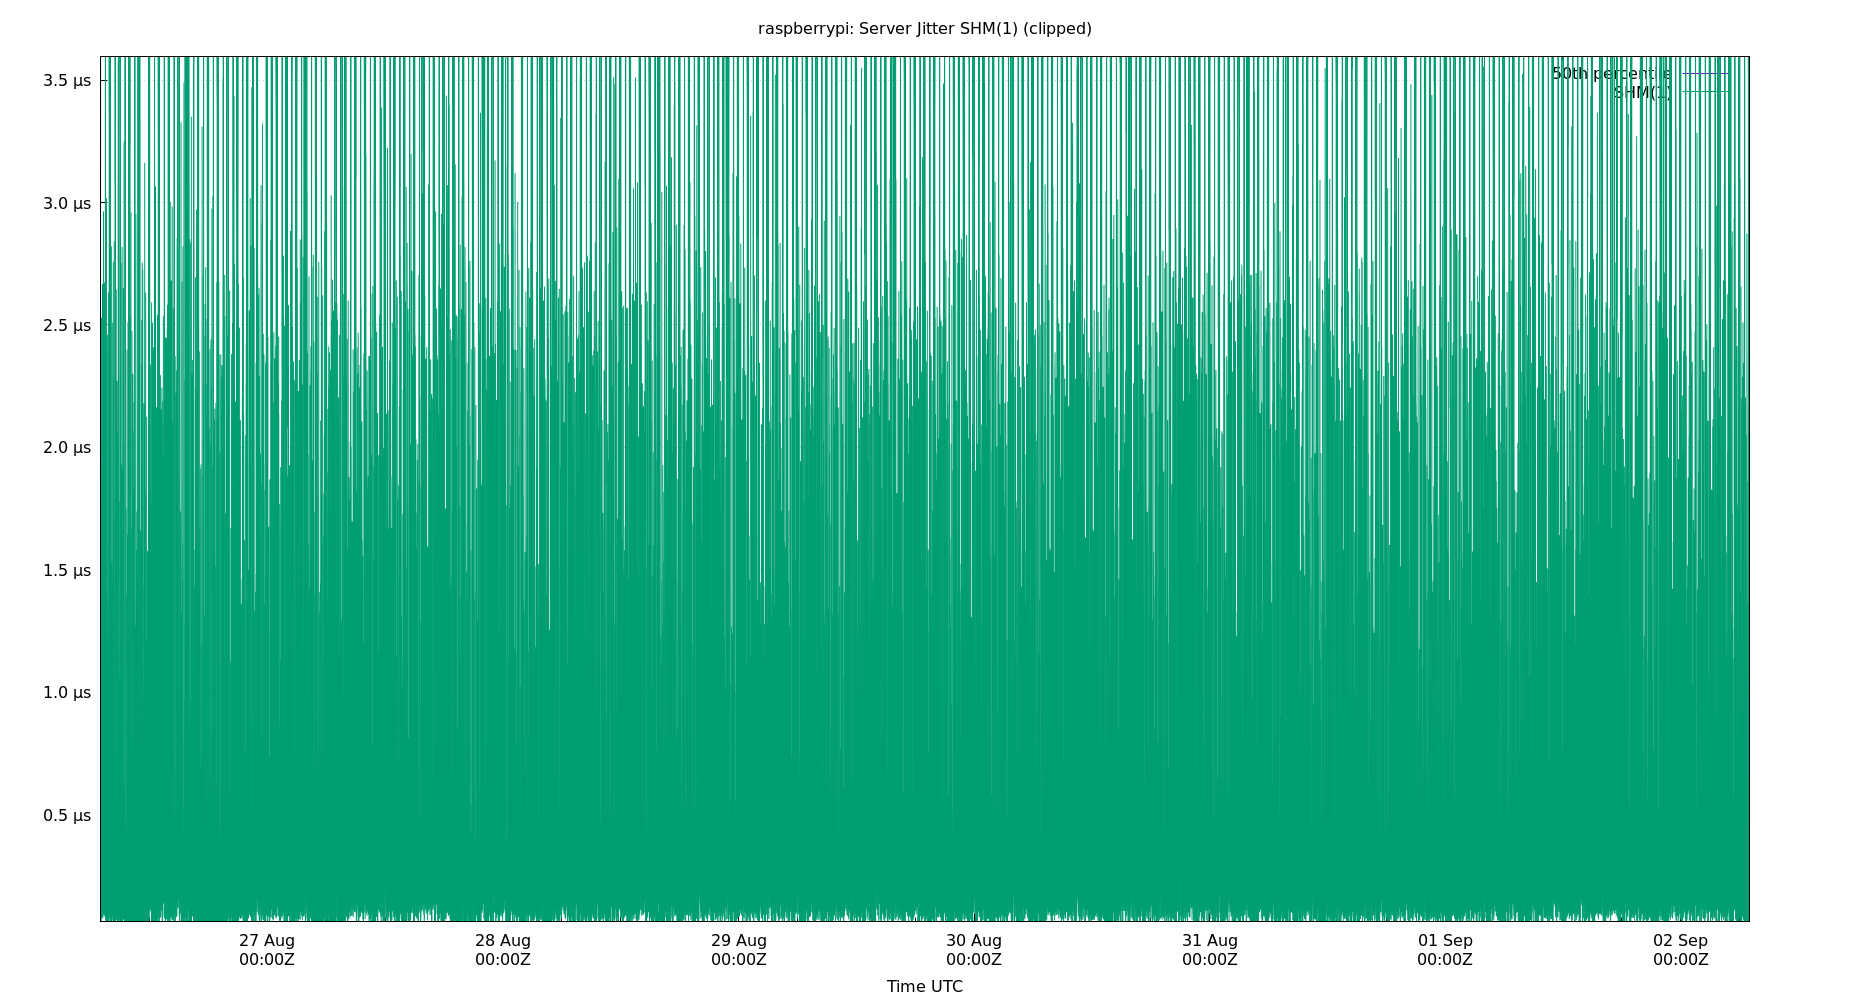 raspberrypi: Server Jitter SHM(1) (clipped)
3.5 µs
50th percentile
SHM(1)
3.0 µs
2.5 µs
2.0 µs
1.5 µs
1.0 µs
0.5 µs
27 Aug 28 Aug 29 Aug 30 Aug 31 Aug 01 Sep 02 Sep
00:00Z 00:00Z 00:00Z 00:00Z 00:00Z 00:00Z 00:00Z
Time UTC